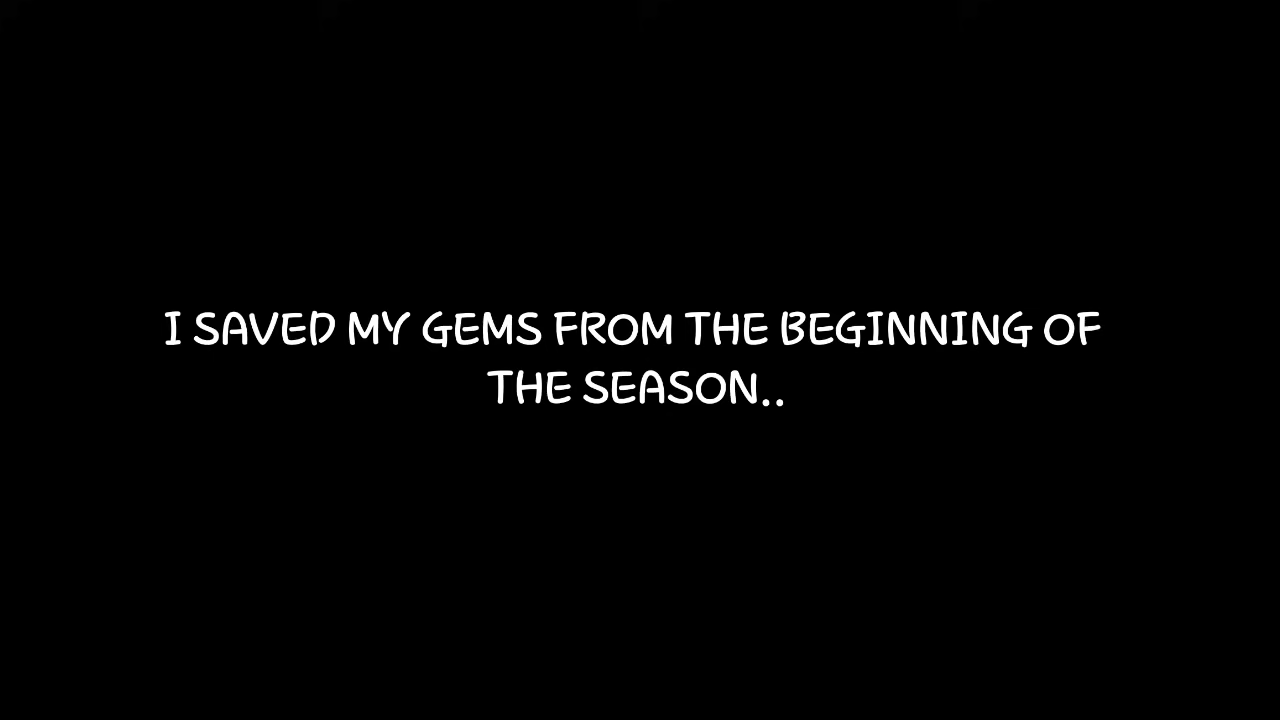 I SAVED MY GEMS FROM THE BEGINNING OF
THE SEASON..